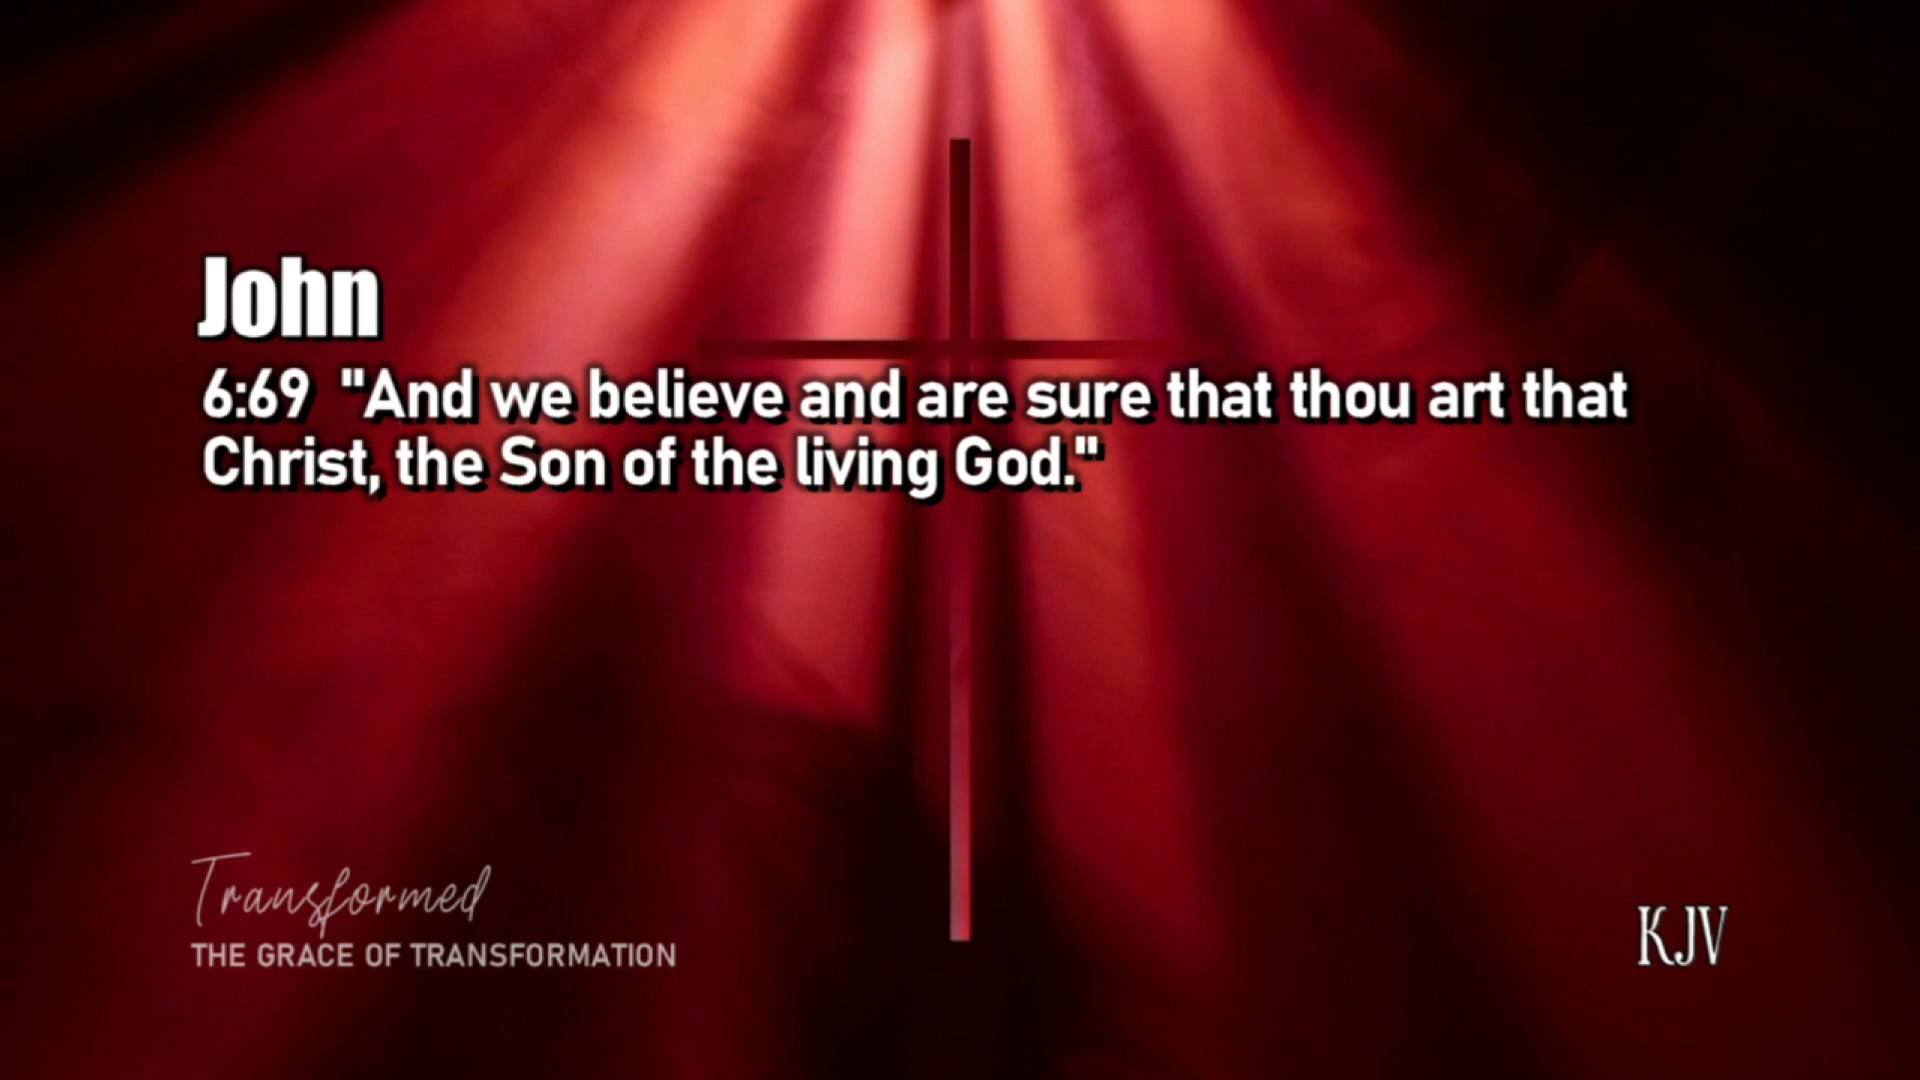 John
6:69 "And we believe and are sure that thou art that
Christ, the Son of the living God."
Transformed
THE GRACE OF TRANSFORMATION
KJV